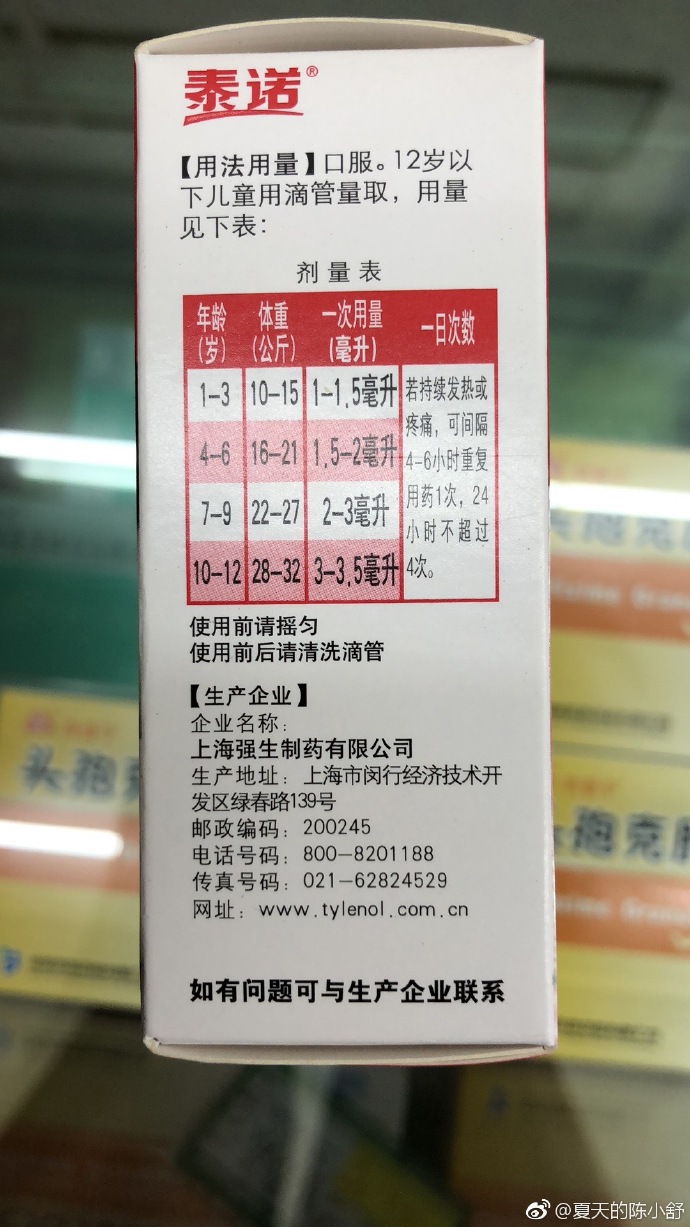 泰诺®
【用法用量】口服。12岁以
下儿童用滴管量取，用量
见下表：
剂量表
年龄（岁） 体重（公斤） 一次用量（毫升） 一日次数
1-3 10-15 1-1.5毫升
4-6 16-21 1.5-2毫升
7-9 22-27 2-3毫升
10-12 28-32 3-3.5毫升
若持续发热或
疼痛，可间隔
4-6小时重复
用药1次，24
小时不超过
4次。
使用前请摇匀
使用前后请清洗滴管
【生产企业】
企业名称：
上海强生制药有限公司
生产地址：上海市闵行经济技术开
发区绿春路139号
邮政编码：200245
电话号码：800-8201188
传真号码：021-62824529
网址：www.tylenol.com.cn
如有问题可与生产企业联系
头孢克
头孢
孢克肟
@夏天的陈小舒